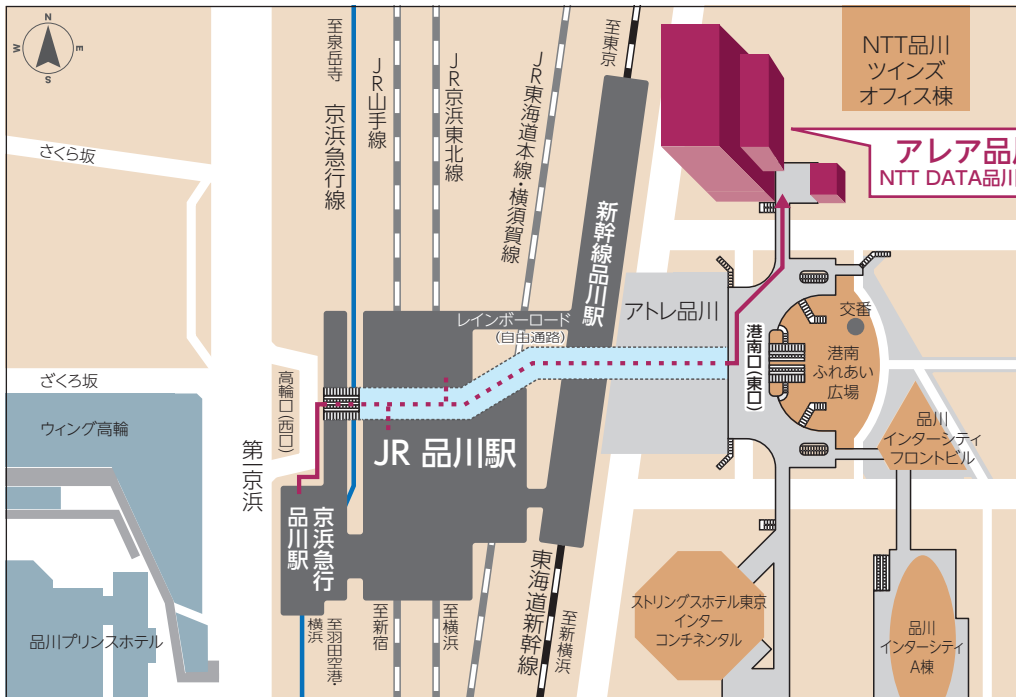 N
W
E
S
至泉岳寺
京浜急行線
JR山手線
JR京浜東北線
JR東海道本線・横須賀線
至東京
NTT品川
ツインズ
オフィス棟
アレア品川
NTT DATA品川
さくら坂
新幹線品川駅
レインボーロード
(自由通路)
アトレ品川
港南口(東口)
交番
港南
ふれあい
広場
ざくろ坂
高輪口(西口)
ウィング高輪
第一京浜
JR 品川駅
品川
インターシティ
フロントビル
京浜急行
品川駅
東海道新幹線
ストリングスホテル東京
インター
コンチネンタル
品川
インターシティ
A棟
品川プリンスホテル
至羽田空港・
横浜
至新宿
至横浜
至新横浜